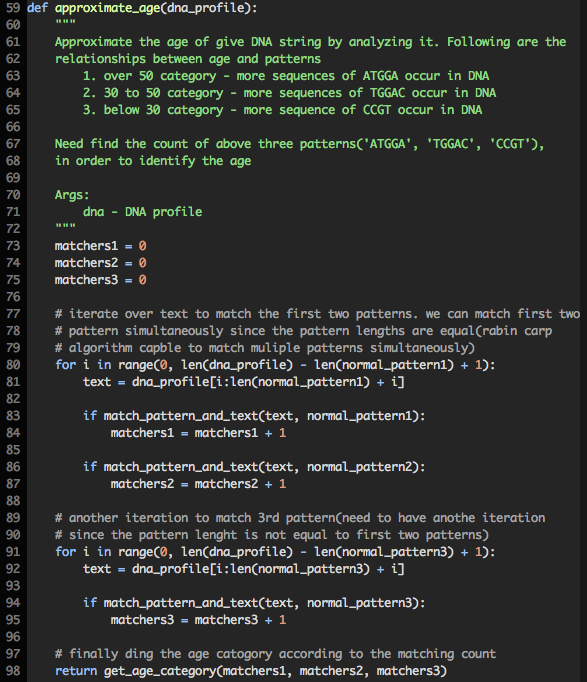 59 def approximate_age(dna_profile):
60     """
61     Approximate the age of give DNA string by analyzing it. Following are the
62     relationships between age and patterns
63         1. over 50 category - more sequences of ATGGA occur in DNA
64         2. 30 to 50 category - more sequences of TGGAC occur in DNA
65         3. below 30 category - more sequence of CCGT occur in DNA
66
67     Need find the count of above three patterns('ATGGA', 'TGGAC', 'CCGT'),
68     in order to identify the age
69
70     Args:
71         dna - DNA profile
72     """
73     matchers1 = 0
74     matchers2 = 0
75     matchers3 = 0
76
77     # iterate over text to match the first two patterns. we can match first two
78     # pattern simultaneously since the pattern lengths are equal(rabin carp
79     # algorithm capble to match muliple patterns simultaneously)
80     for i in range(0, len(dna_profile) - len(normal_pattern1) + 1):
81         text = dna_profile[i:len(normal_pattern1) + i]
82
83         if match_pattern_and_text(text, normal_pattern1):
84             matchers1 = matchers1 + 1
85
86         if match_pattern_and_text(text, normal_pattern2):
87             matchers2 = matchers2 + 1
88
89     # another iteration to match 3rd pattern(need to have anothe iteration
90     # since the pattern lenght is not equal to first two patterns)
91     for i in range(0, len(dna_profile) - len(normal_pattern3) + 1):
92         text = dna_profile[i:len(normal_pattern3) + i]
93
94         if match_pattern_and_text(text, normal_pattern3):
95             matchers3 = matchers3 + 1
96
97     # finally ding the age catogory according to the matching count
98     return get_age_category(matchers1, matchers2, matchers3)